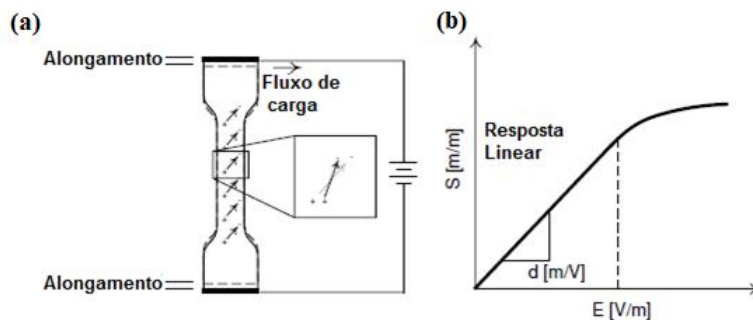 (a)
Alongamento
Fluxo de
carga
Alongamento
(b)
S [m/m]
Resposta
Linear
d [m/V]
E [V/m]